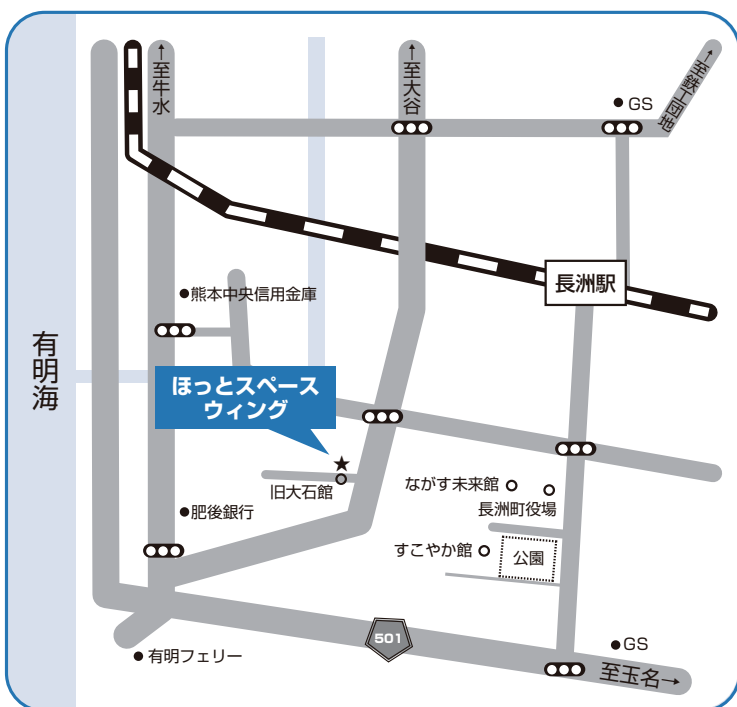 ←至牛水
←至大谷
←至鉄工団地
GS
長洲駅
熊本中央信用金庫
有明海
ほっとスペース
ウィング
旧大石館
ながす未来館
長洲町役場
肥後銀行
すこやか館
公園
501
GS
有明フェリー
至玉名→